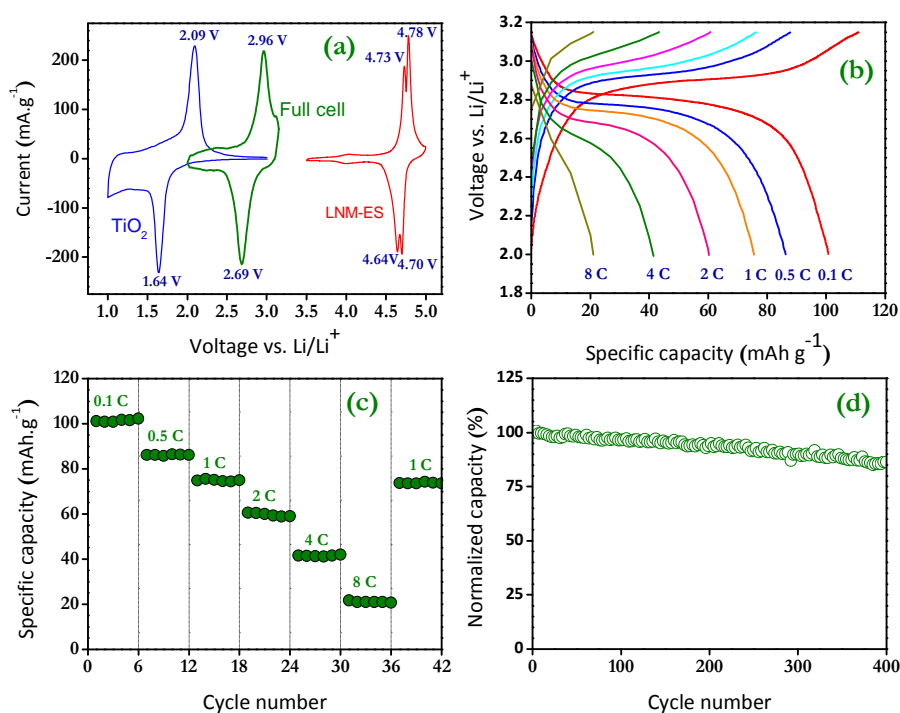 (a)
2.09 V
2.96 V
4.78 V
4.73 V
Full cell
TiO2
LNM-ES
1.64 V
2.69 V
4.64V
4.70 V
200
100
0
-100
-200
Current (mA·g-1)
1.0 1.5 2.0 2.5 3.0 3.5 4.0 4.5 5.0
Voltage vs. Li/Li+
(b)
3.2
3.0
2.8
2.6
2.4
2.2
2.0
1.8
Voltage vs. Li/Li+
8 C 4 C 2 C 1 C 0.5 C 0.1 C
0 20 40 60 80 100 120
Specific capacity (mAh g-1)
(c)
120
100
80
60
40
20
0
Specific capacity (mAh.g-1)
0.1 C
0.5 C
1 C
2 C
4 C
8 C
1 C
0 6 12 18 24 30 36 42
Cycle number
(d)
125
100
75
50
25
0
Normalized capacity (%)
0 100 200 300 400
Cycle number